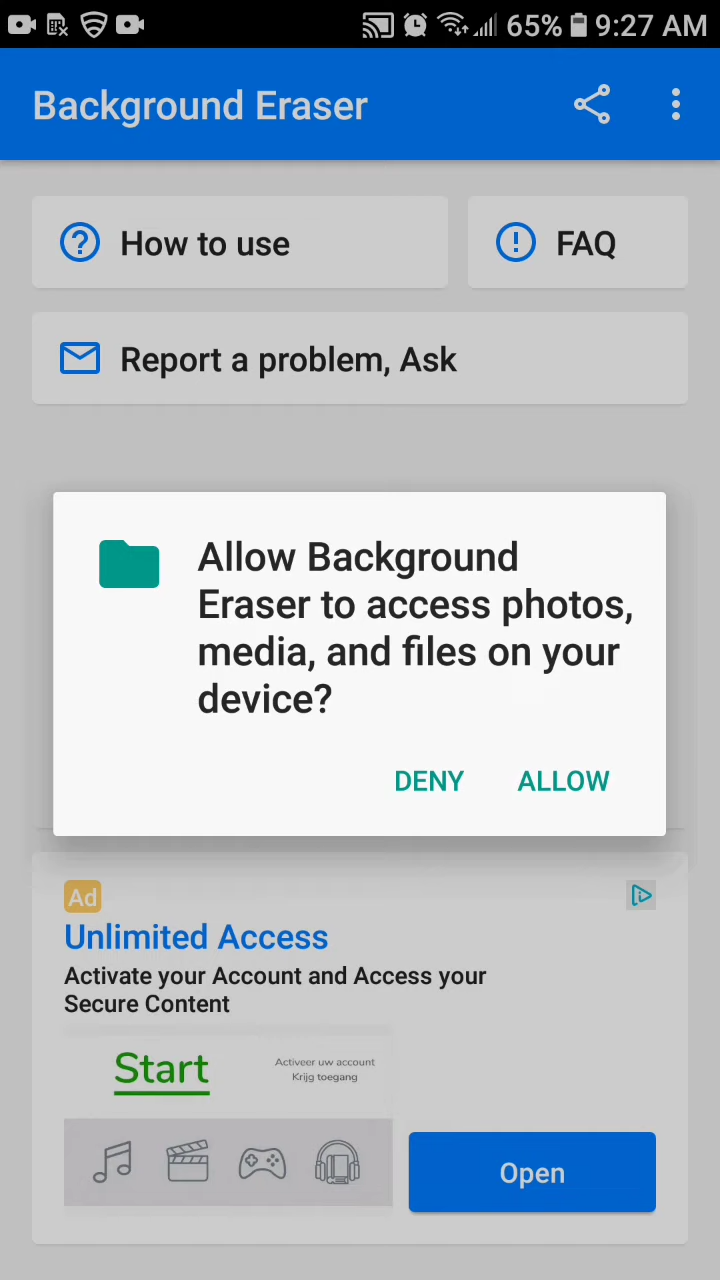 65% 9:27 AM
Background Eraser
How to use
FAQ
Report a problem, Ask
Allow Background
Eraser to access photos,
media, and files on your
device?
DENY ALLOW
Ad
Unlimited Access
Activate your Account and Access your
Secure Content
Start
Activeer uw account
Krijg toegang
Open